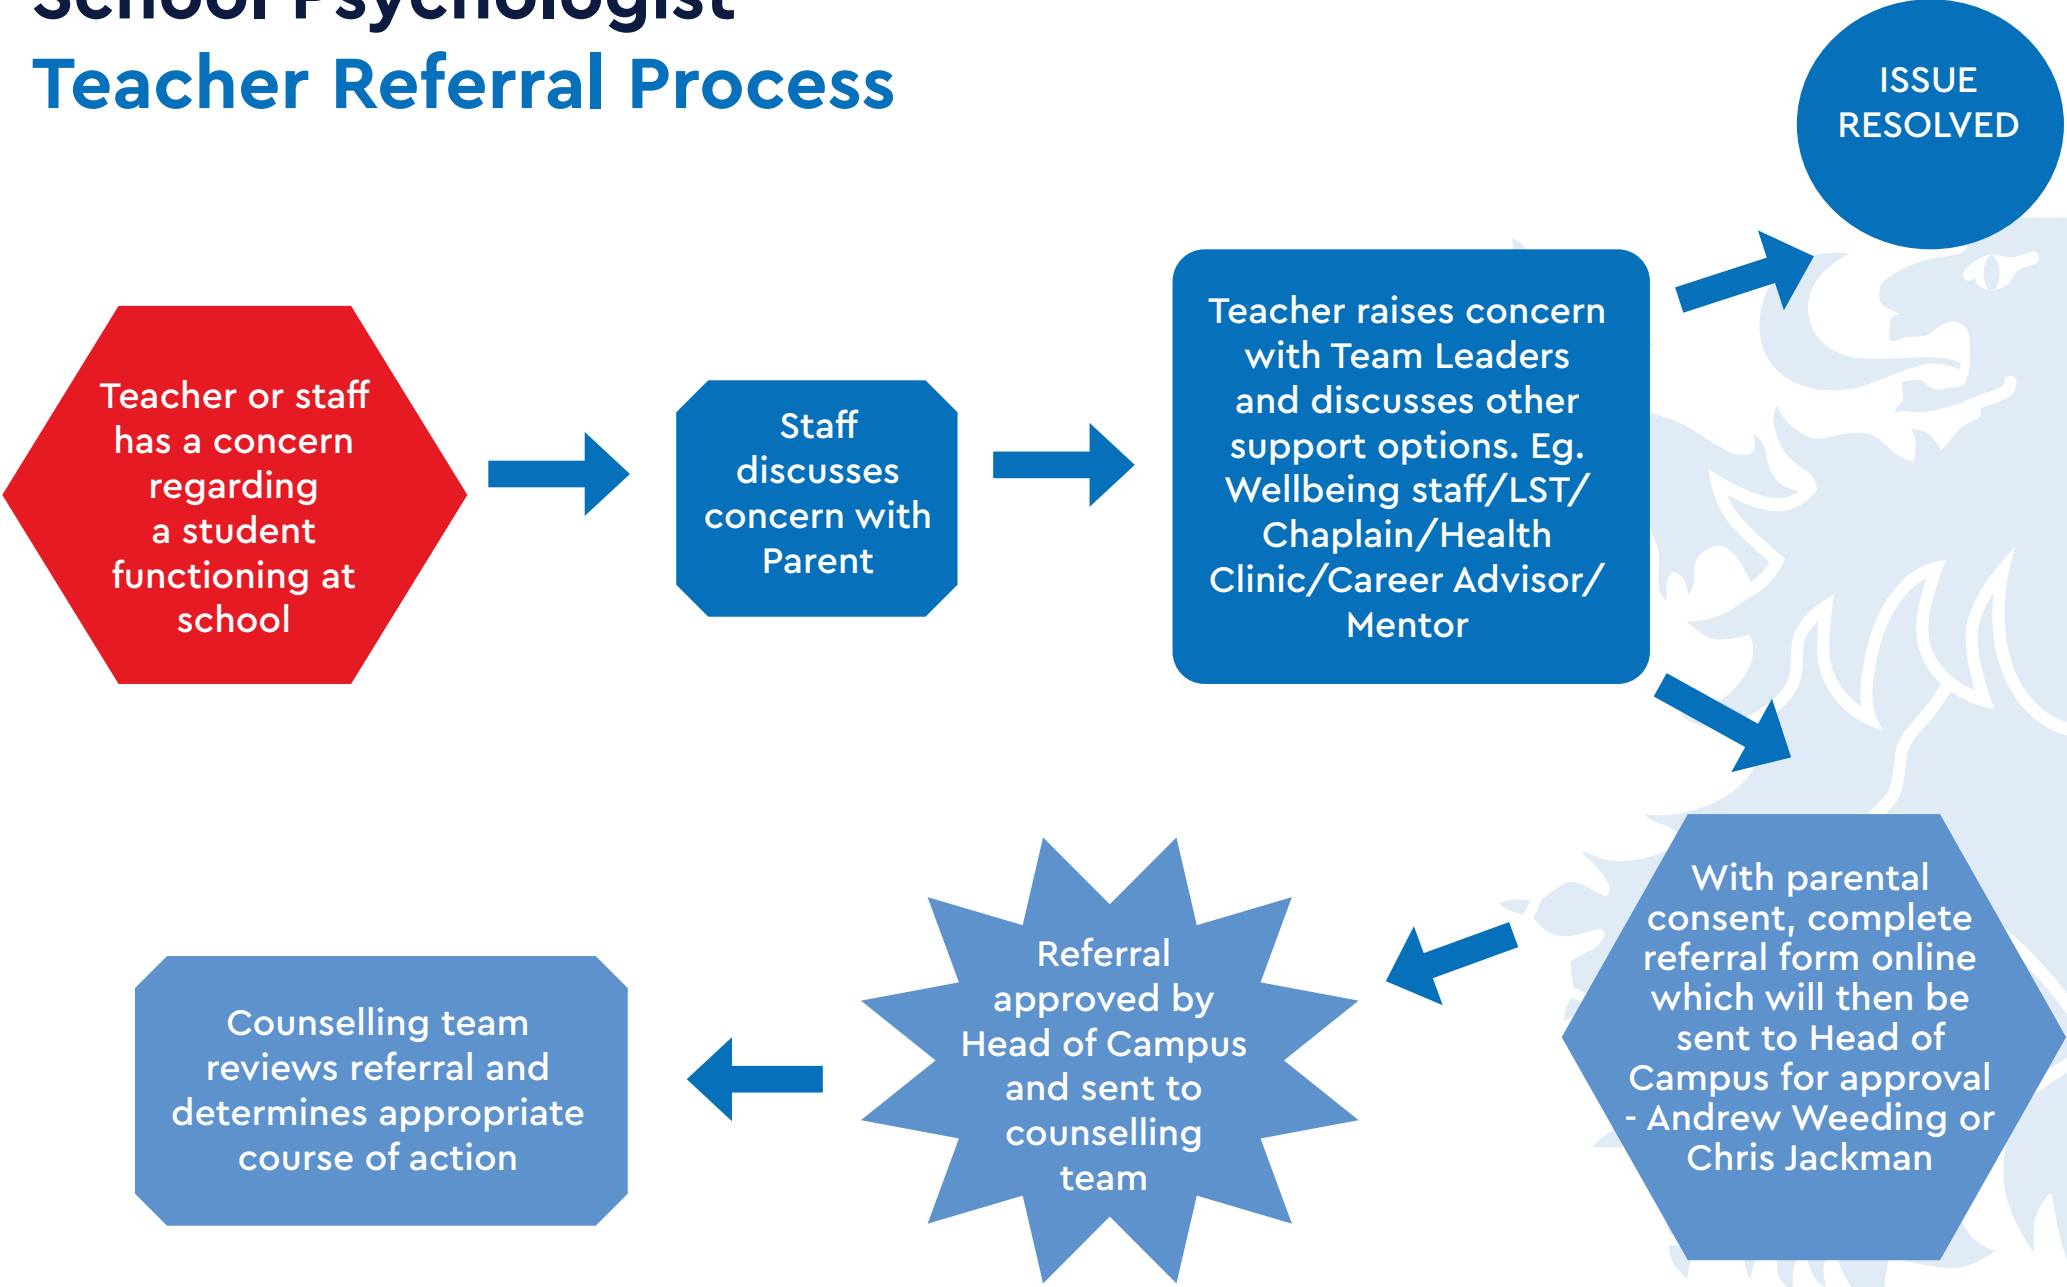 School Psychologist
Teacher Referral Process
ISSUE
RESOLVED
Teacher or staff
has a concern
regarding
a student
functioning at
school
Staff
discusses
concern with
Parent
Teacher raises concern
with Team Leaders
and discusses other
support options. Eg.
Wellbeing staff/LST/
Chaplain/Health
Clinic/Career Advisor/
Mentor
With parental
consent, complete
referral form online
which will then be
sent to Head of
Campus for approval
- Andrew Weeding or
Chris Jackman
Referral
approved by
Head of Campus
and sent to
counselling
team
Counselling team
reviews referral and
determines appropriate
course of action